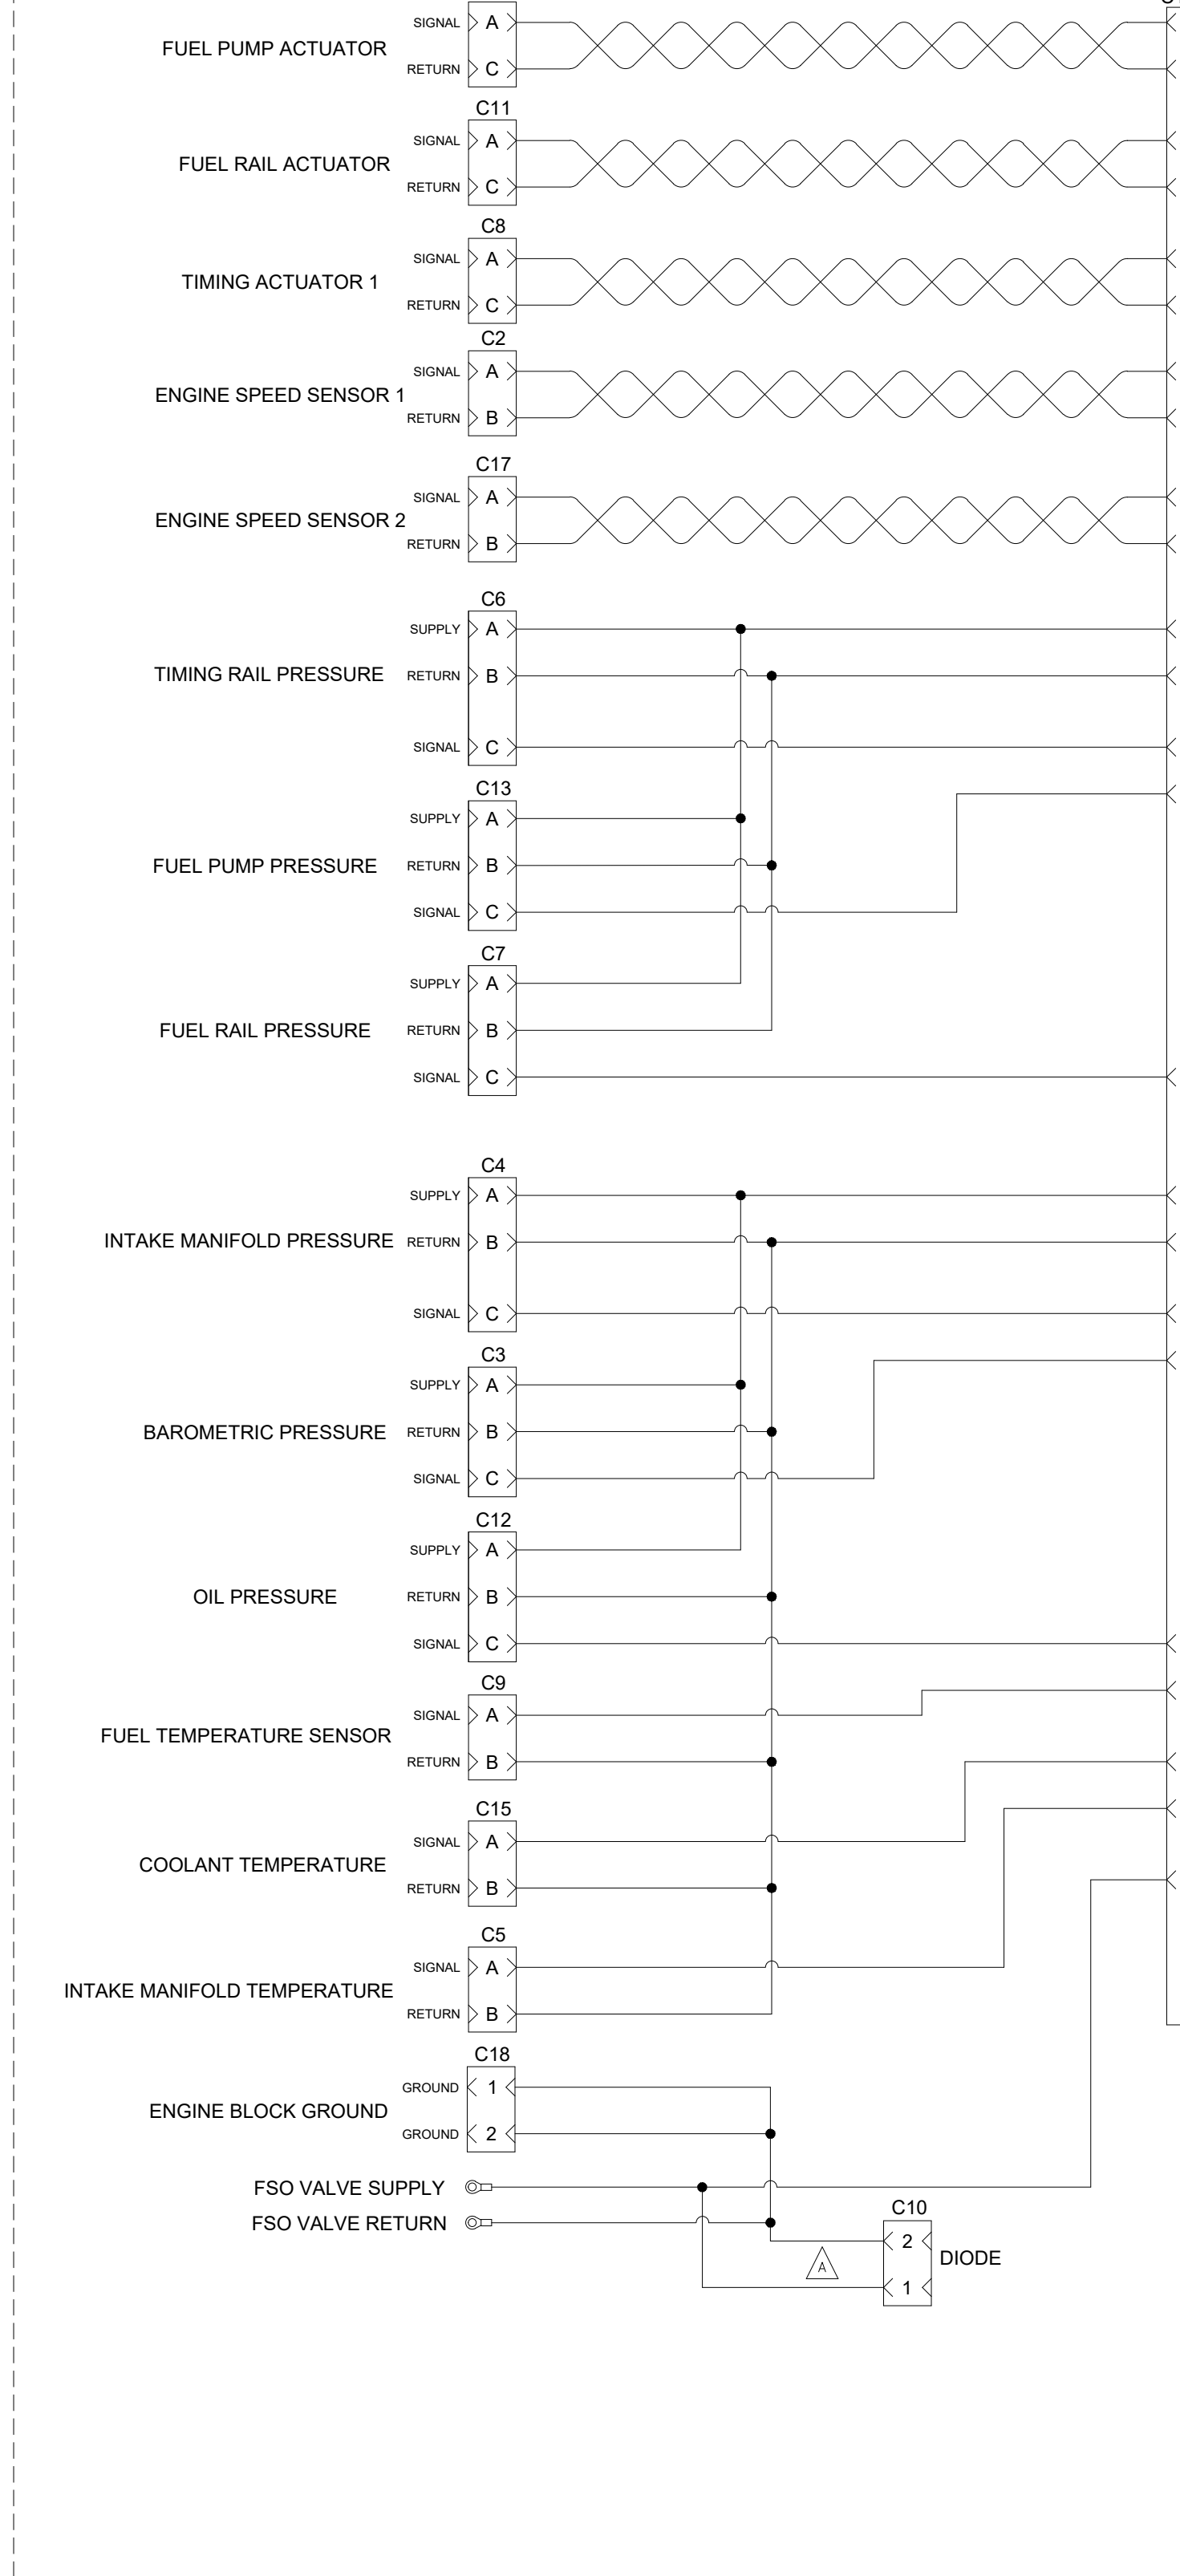 SIGNAL A
FUEL PUMP ACTUATOR
RETURN C
C11
SIGNAL A
FUEL RAIL ACTUATOR
RETURN C
C8
SIGNAL A
TIMING ACTUATOR 1
RETURN C
C2
SIGNAL A
ENGINE SPEED SENSOR 1
RETURN B
C17
SIGNAL A
ENGINE SPEED SENSOR 2
RETURN B
C6
SUPPLY A
TIMING RAIL PRESSURE RETURN B
SIGNAL C
C13
SUPPLY A
FUEL PUMP PRESSURE RETURN B
SIGNAL C
C7
SUPPLY A
FUEL RAIL PRESSURE RETURN B
SIGNAL C
C4
SUPPLY A
INTAKE MANIFOLD PRESSURE RETURN B
SIGNAL C
C3
SUPPLY A
BAROMETRIC PRESSURE RETURN B
SIGNAL C
C12
SUPPLY A
OIL PRESSURE RETURN B
SIGNAL C
C9
SIGNAL A
FUEL TEMPERATURE SENSOR
RETURN B
C15
SIGNAL A
COOLANT TEMPERATURE
RETURN B
C5
SIGNAL A
INTAKE MANIFOLD TEMPERATURE
RETURN B
C18
GROUND 1
ENGINE BLOCK GROUND
GROUND 2
FSO VALVE SUPPLY
C10
FSO VALVE RETURN
2
DIODE
A
1